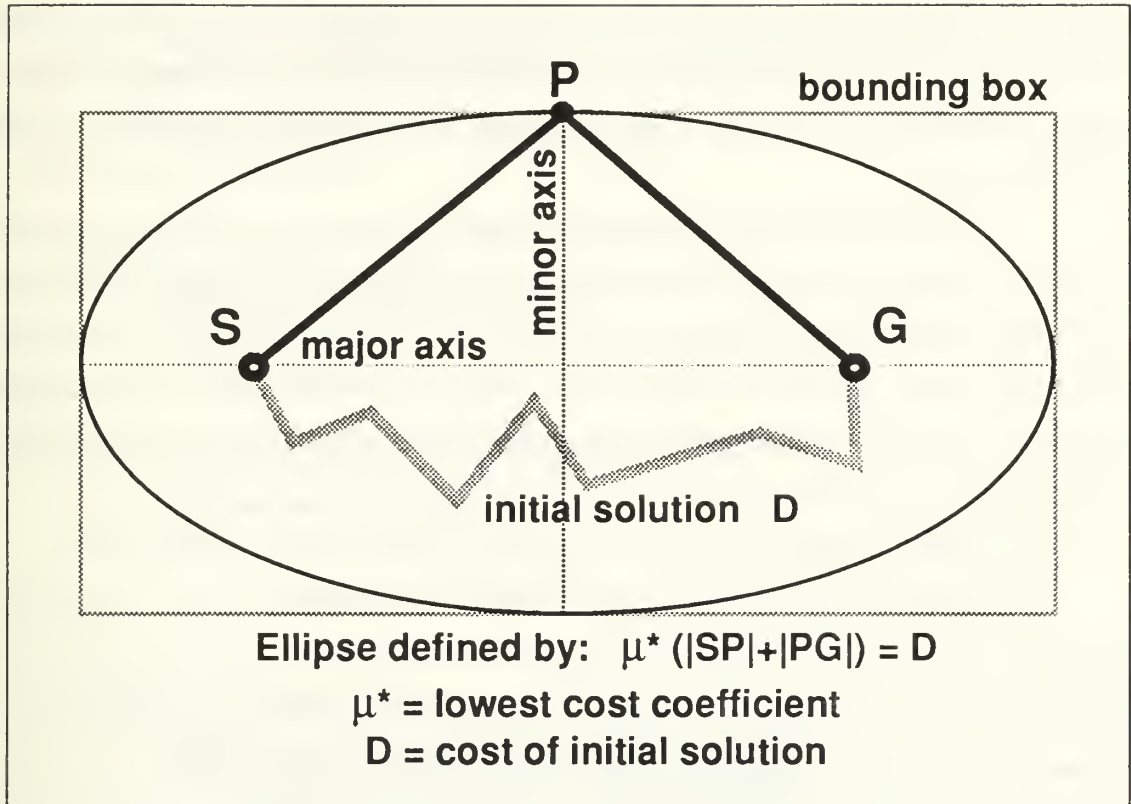 P
bounding box
minor axis
S
G
major axis
initial solution D
Ellipse defined by: μ* (|SP|+|PG|) = D
μ* = lowest cost coefficient
D = cost of initial solution